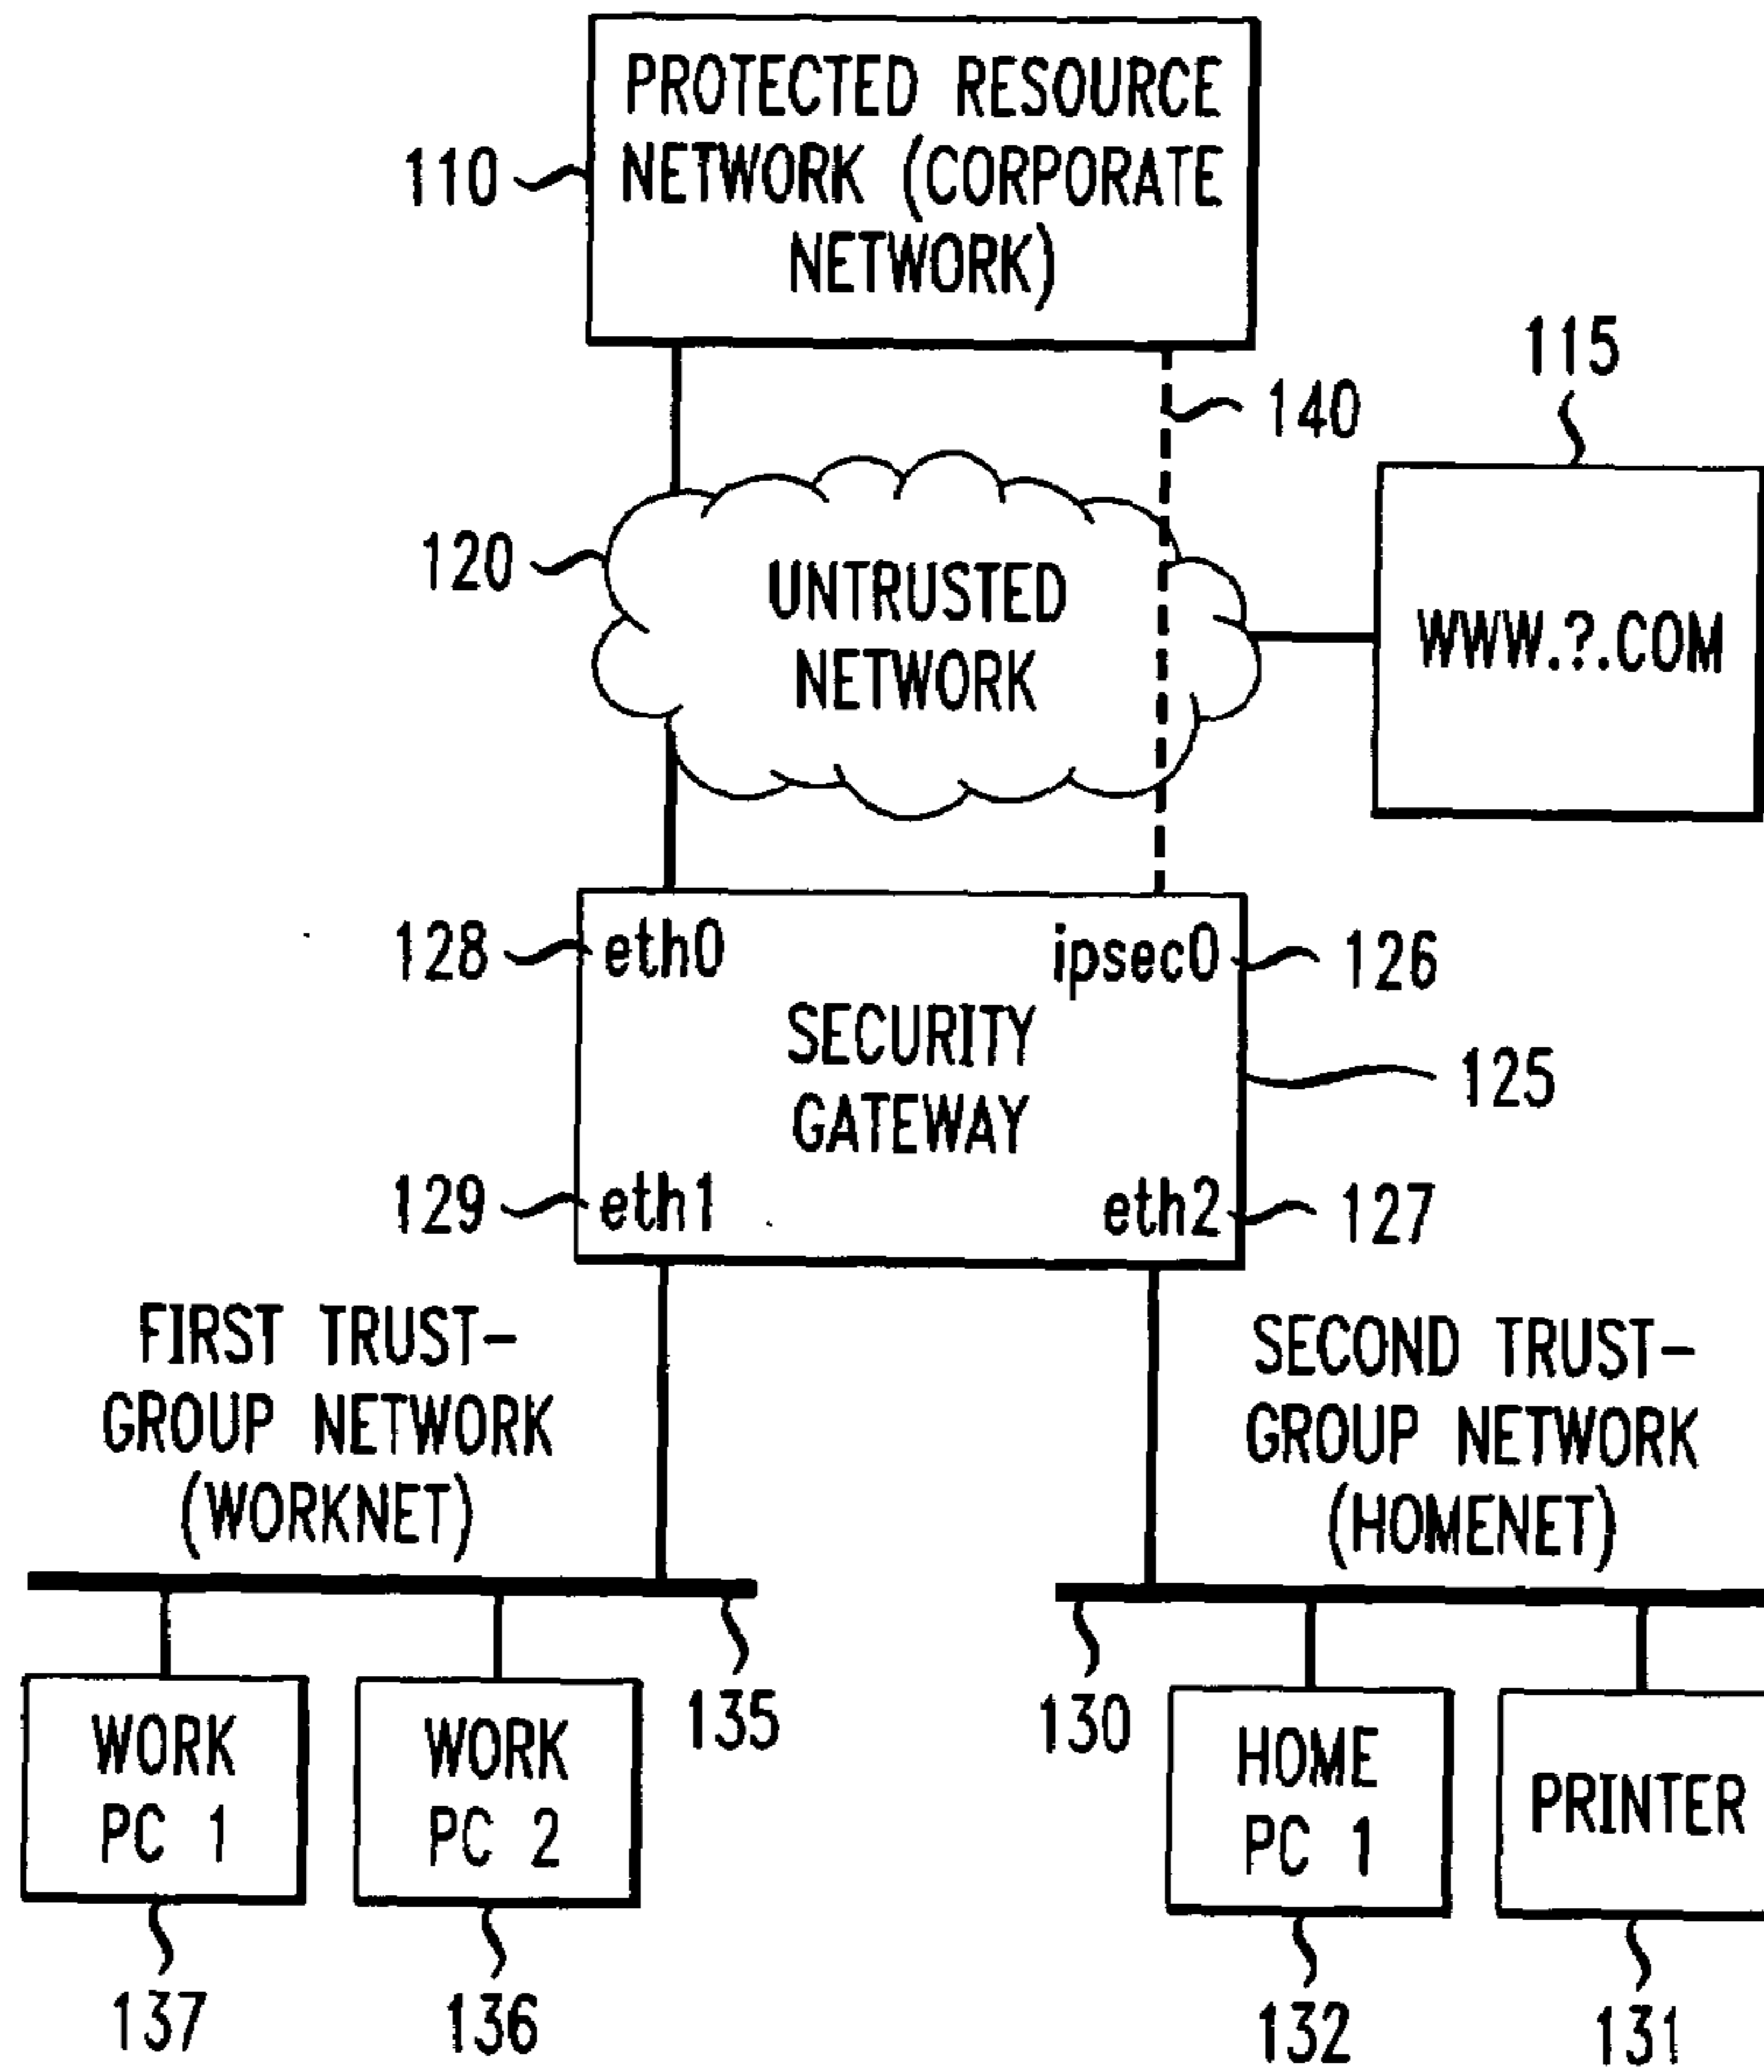 PROTECTED RESOURCE
NETWORK (CORPORATE
NETWORK)
110
115
140
120
UNTRUSTED
NETWORK
WWW.?.COM
128
eth0
ipsec0
126
SECURITY
GATEWAY
125
129
eth1
eth2
127
FIRST TRUST-
GROUP NETWORK
(WORKNET)
SECOND TRUST-
GROUP NETWORK
(HOMENET)
135
130
WORK
PC 1
WORK
PC 2
HOME
PC 1
PRINTER
137
136
132
131